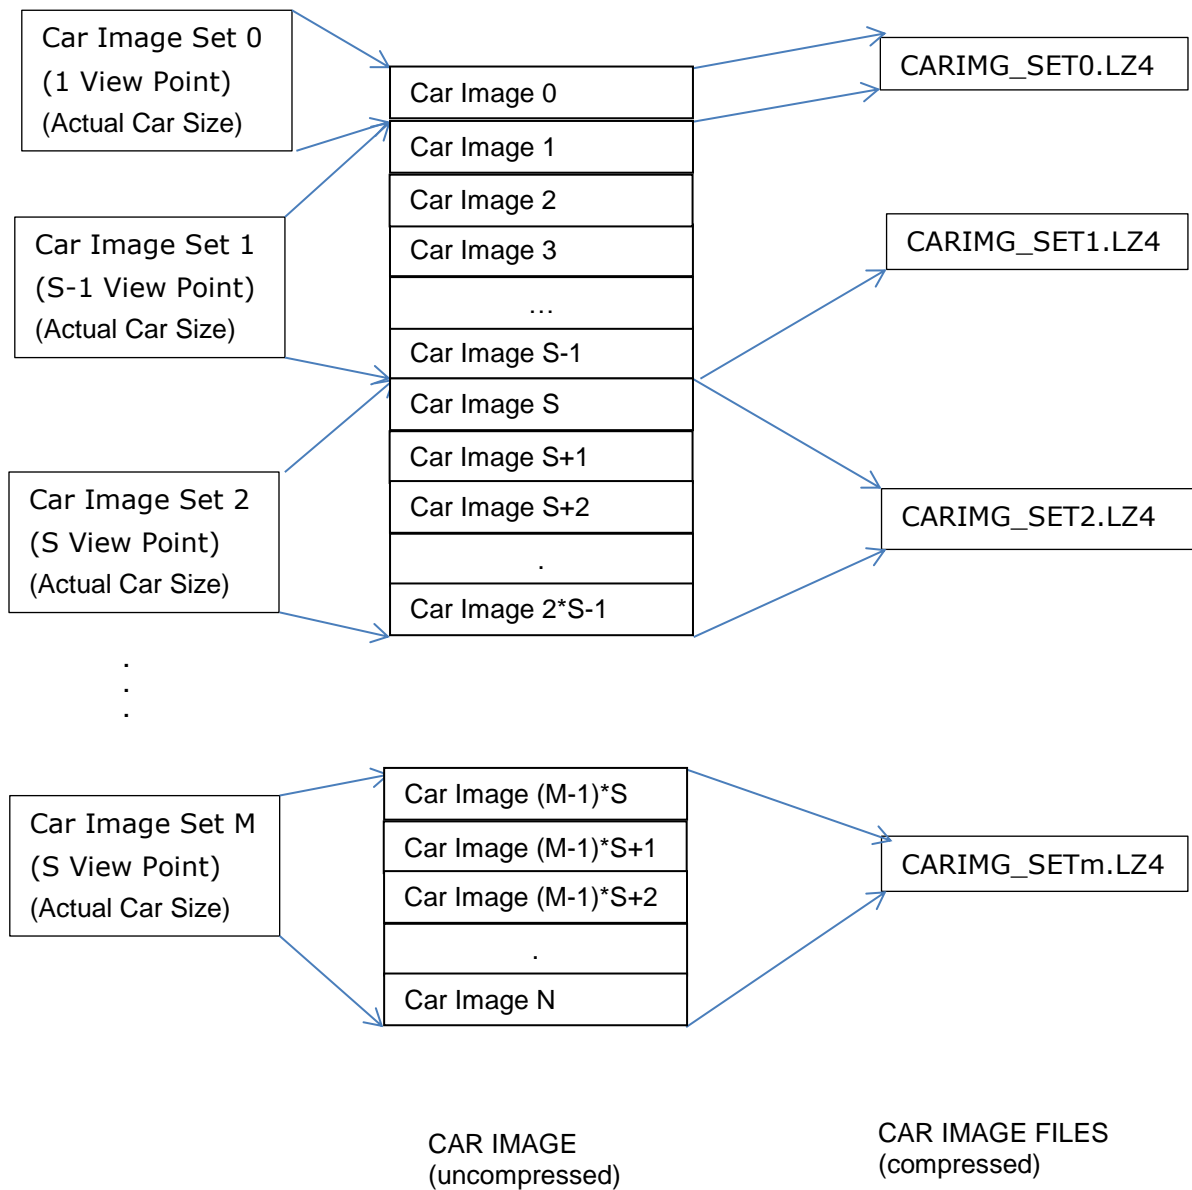 Car Image Set 0
(1 View Point)
(Actual Car Size)
Car Image Set 1
(S-1 View Point)
(Actual Car Size)
Car Image Set 2
(S View Point)
(Actual Car Size)
.
.
.
Car Image Set M
(S View Point)
(Actual Car Size)
Car Image 0
Car Image 1
Car Image 2
Car Image 3
…
Car Image S-1
Car Image S
Car Image S+1
Car Image S+2
.
Car Image 2*S-1
Car Image (M-1)*S
Car Image (M-1)*S+1
Car Image (M-1)*S+2
.
Car Image N
CAR IMAGE
(uncompressed)
CARIMG_SET0.LZ4
CARIMG_SET1.LZ4
CARIMG_SET2.LZ4
CARIMG_SETm.LZ4
CAR IMAGE FILES
(compressed)